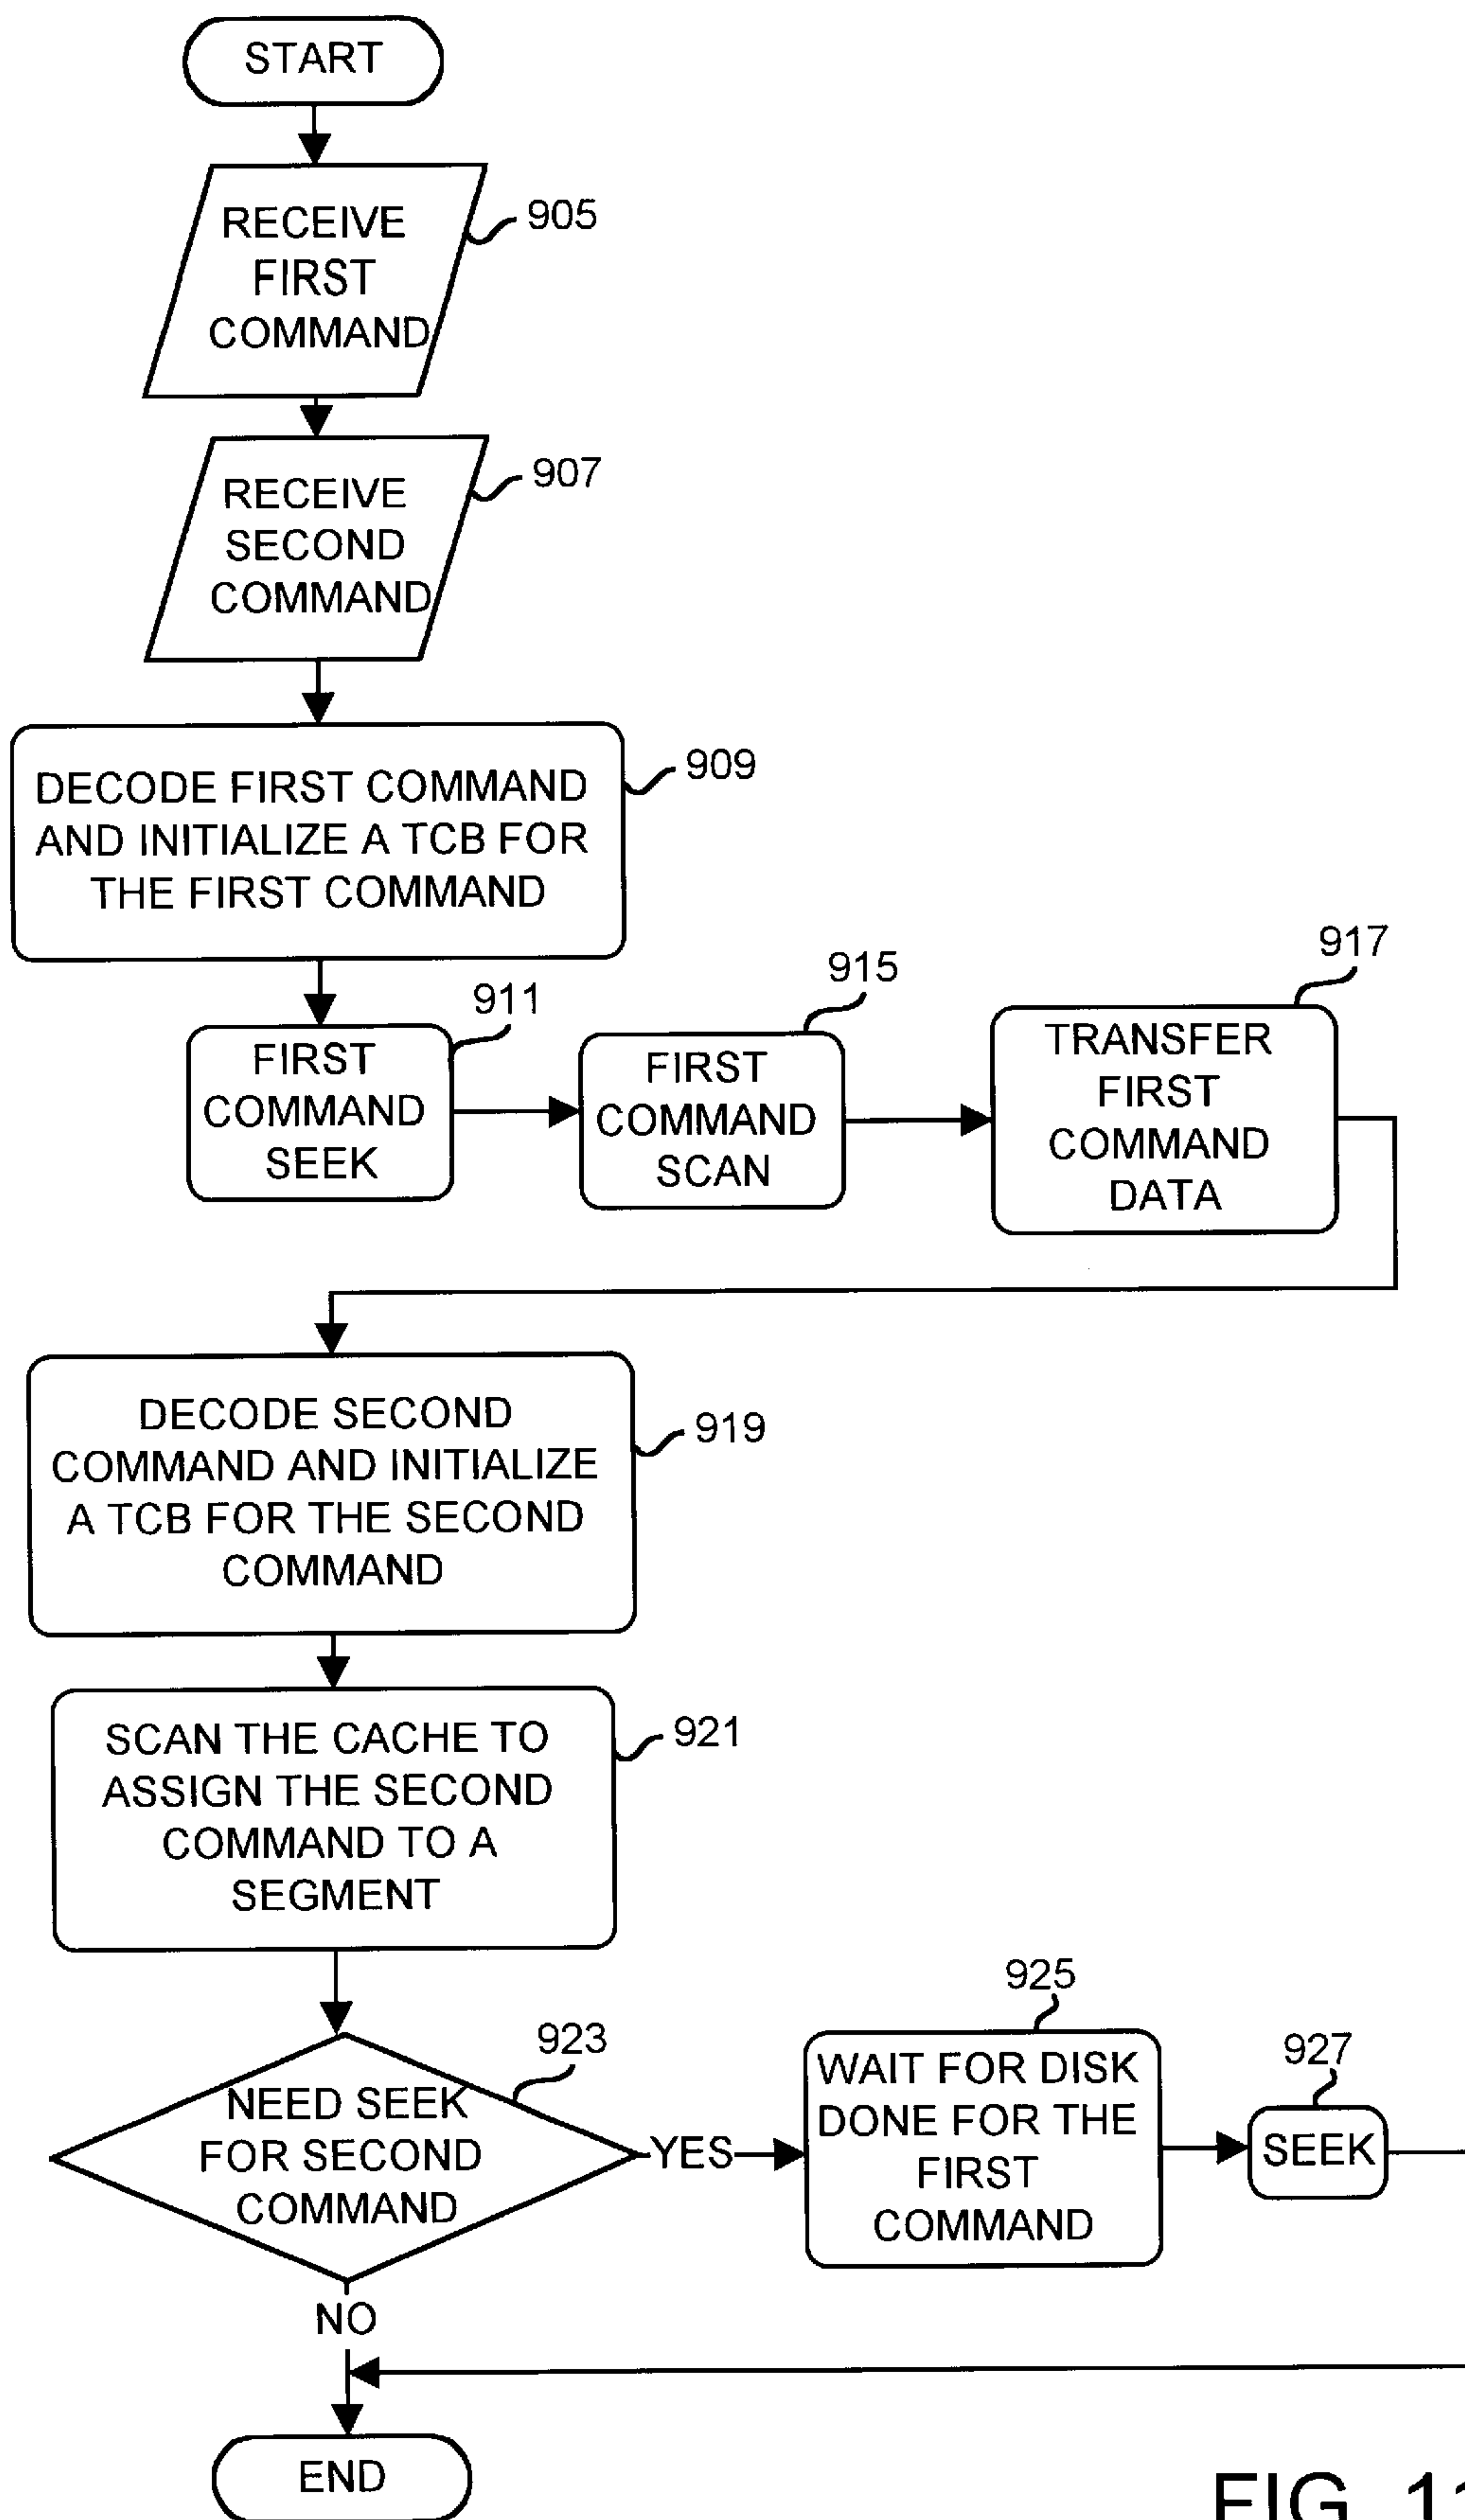 START
RECEIVE
FIRST
COMMAND
905
RECEIVE
SECOND
COMMAND
907
DECODE FIRST COMMAND
AND INITIALIZE A TCB FOR
THE FIRST COMMAND
909
FIRST
COMMAND
SEEK
911
FIRST
COMMAND
SCAN
915
TRANSFER
FIRST
COMMAND
DATA
917
DECODE SECOND
COMMAND AND INITIALIZE
A TCB FOR THE SECOND
COMMAND
919
SCAN THE CACHE TO
ASSIGN THE SECOND
COMMAND TO A
SEGMENT
921
NEED SEEK
FOR SECOND
COMMAND
923
YES
WAIT FOR DISK
DONE FOR THE
FIRST
COMMAND
925
SEEK
927
NO
END
FIG.